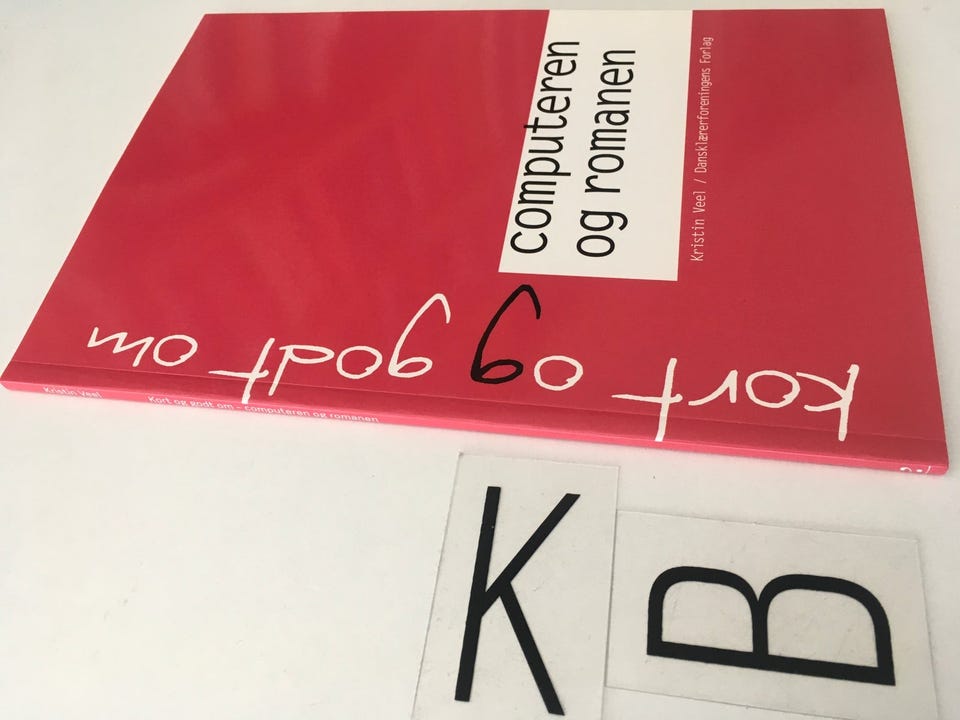 kort og godt om
computeren
og romanen
Kristin Veel / Dansklærerforeningens Forlag
Kristin Veel
Kort og godt om – computeren og romanen
K
B